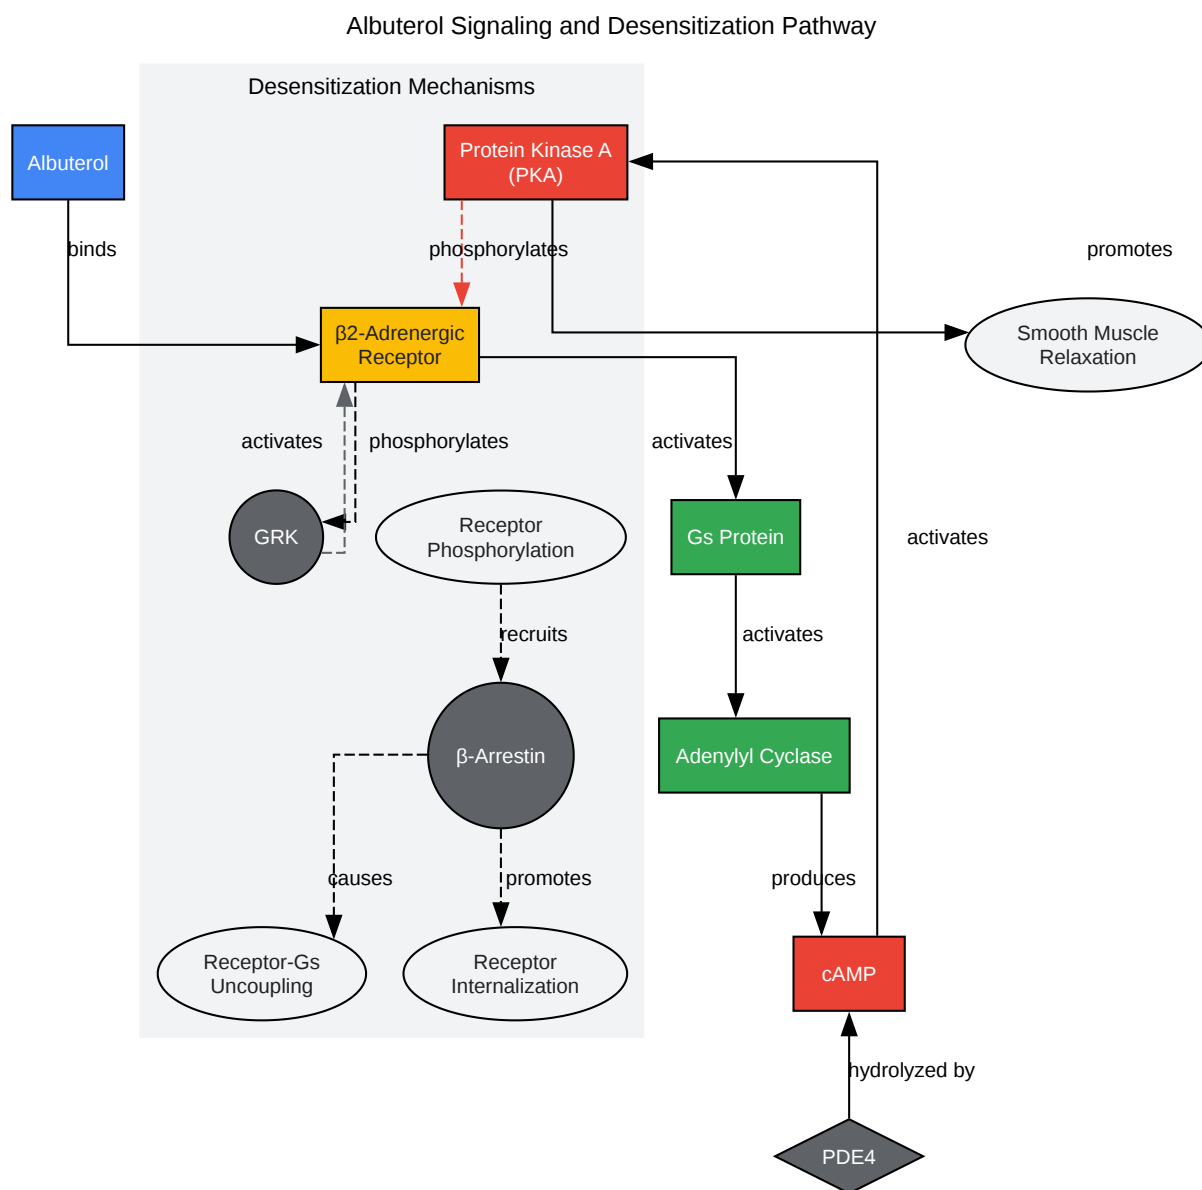 Albuterol Signaling and Desensitization Pathway
Desensitization Mechanisms
Albuterol
Protein Kinase A
(PKA)
binds
phosphorylates
promotes
β2-Adrenergic
Receptor
Smooth Muscle
Relaxation
activates
phosphorylates
activates
GRK
Receptor
Phosphorylation
Gs Protein
activates
recruits
activates
β-Arrestin
Adenylyl Cyclase
causes
promotes
produces
Receptor-Gs
Uncoupling
Receptor
Internalization
cAMP
hydrolyzed by
PDE4